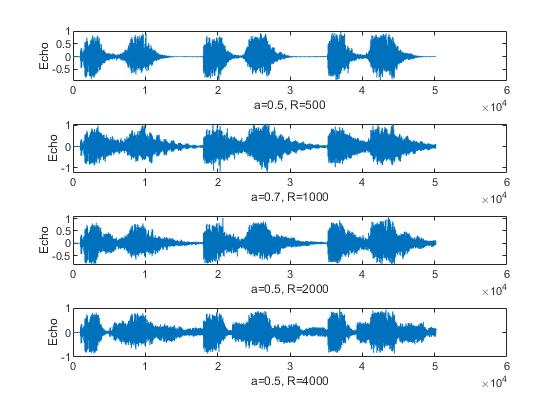 1
0.5
0
-0.5
Echo
0 1 2 3 4 5 6
a=0.5, R=500
×10^4
1
0
-1
Echo
0 1 2 3 4 5 6
a=0.7, R=1000
×10^4
1
0.5
0
-0.5
Echo
0 1 2 3 4 5 6
a=0.5, R=2000
×10^4
1
0
-1
Echo
0 1 2 3 4 5 6
a=0.5, R=4000
×10^4